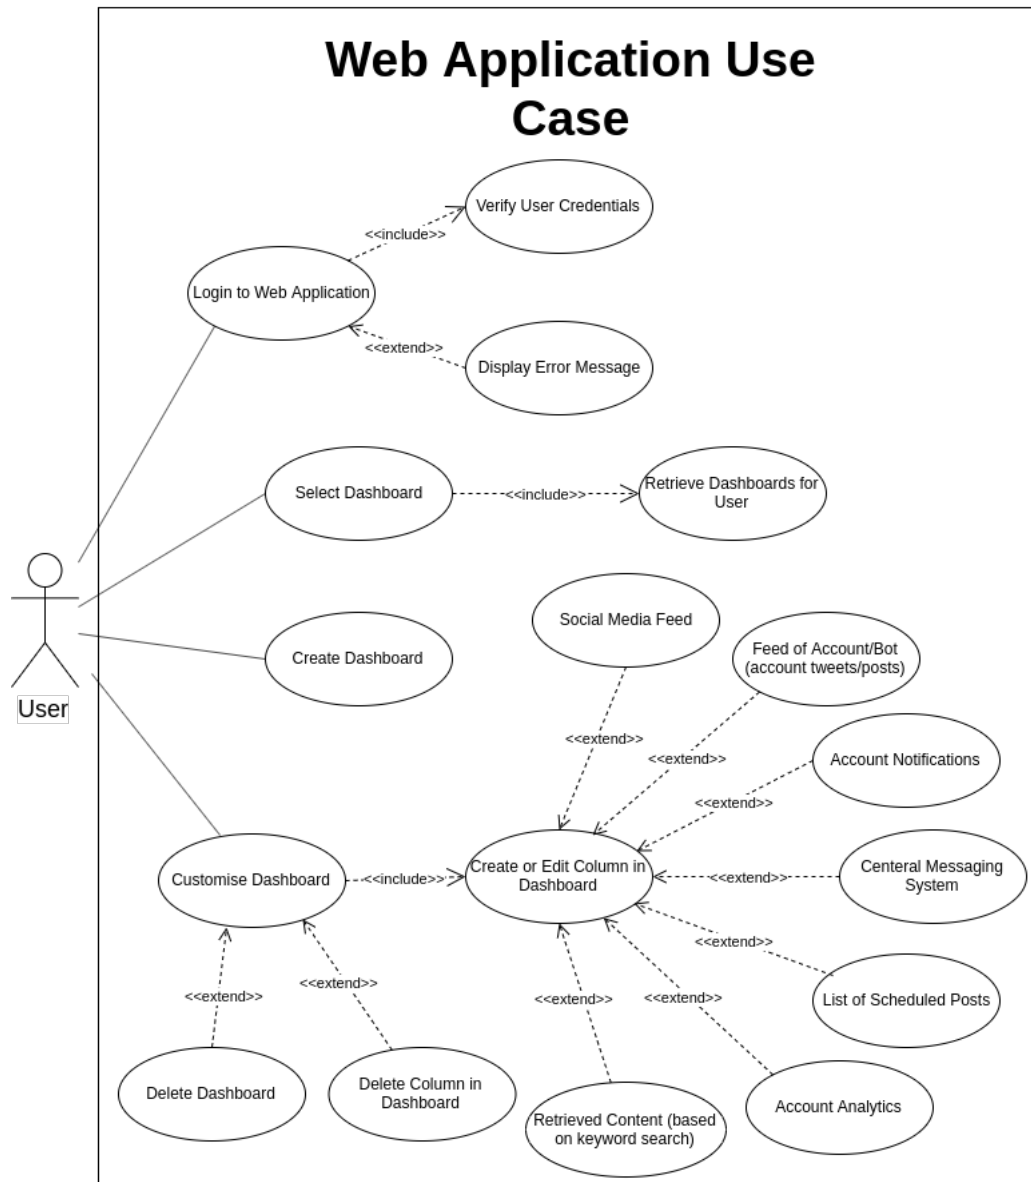 Web Application Use
Case
Verify User Credentials
<<include>>
Login to Web Application
<<extend>>
Display Error Message
Select Dashboard
<<include>>
Retrieve Dashboards for
User
Social Media Feed
Create Dashboard
Feed of Account/Bot
(account tweets/posts)
User
<<extend>>
<<extend>>
Account Notifications
<<extend>>
Customise Dashboard
<<include>>
Create or Edit Column in
Dashboard
<<extend>>
Centeral Messaging
System
<<extend>>
<<extend>>
<<extend>>
<<extend>>
<<extend>>
List of Scheduled Posts
Delete Dashboard
Delete Column in
Dashboard
Retrieved Content (based
on keyword search)
Account Analytics